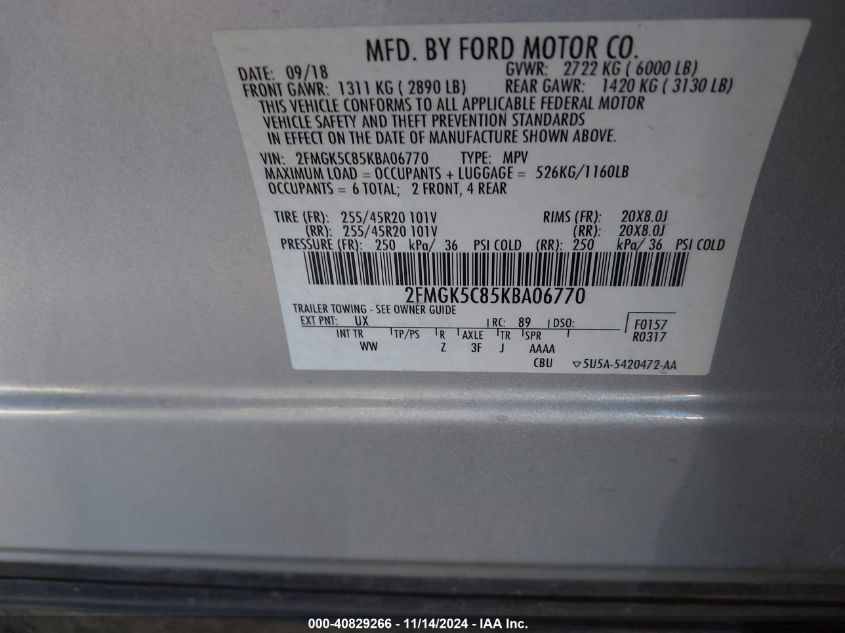 MFD. BY FORD MOTOR CO.
DATE: 09/18 GVWR: 2722 KG ( 6000 LB)
FRONT GAWR: 1311 KG ( 2890 LB) REAR GAWR: 1420 KG ( 3130 LB)
THIS VEHICLE CONFORMS TO ALL APPLICABLE FEDERAL MOTOR
VEHICLE SAFETY AND THEFT PREVENTION STANDARDS
IN EFFECT ON THE DATE OF MANUFACTURE SHOWN ABOVE.
VIN: 2FMGK5C85KBA06770 TYPE: MPV
MAXIMUM LOAD = OCCUPANTS + LUGGAGE = 526KG/1160LB
OCCUPANTS = 6 TOTAL; 2 FRONT, 4 REAR
TIRE (FR): 255/45R20 101V RIMS (FR): 20X8.0J
(RR): 255/45R20 101V (RR): 20X8.0J
PRESSURE (FR): 250 kPa/ 36 PSI COLD (RR): 250 kPa/ 36 PSI COLD
2FMGK5C85KBA06770
TRAILER TOWING - SEE OWNER GUIDE
EXT PNT: UX RC: 89 DSO: F0157
INT TR TP/PS R AXLE TR SPR R0317
WW Z 3F J AAAA
CBU ▽5U5A-5420472-AA
000-40829266 - 11/14/2024 - IAA Inc.